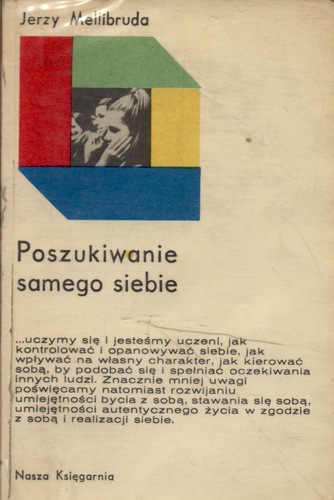 Jerzy Mellibruda
Poszukiwanie
samego siebie
...uczymy się i jesteśmy uczeni, jak
kontrolować i opanowywać siebie, jak
wpływać na własny charakter, jak kierować
sobą, by podobać się i spełniać oczekiwania
innych ludzi. Znacznie mniej uwagi
poświęcamy natomiast rozwijaniu
umiejętności bycia z sobą, stawania się sobą,
umiejętności autentycznego życia w zgodzie
z sobą i realizacji siebie.
Nasza Księgarnia